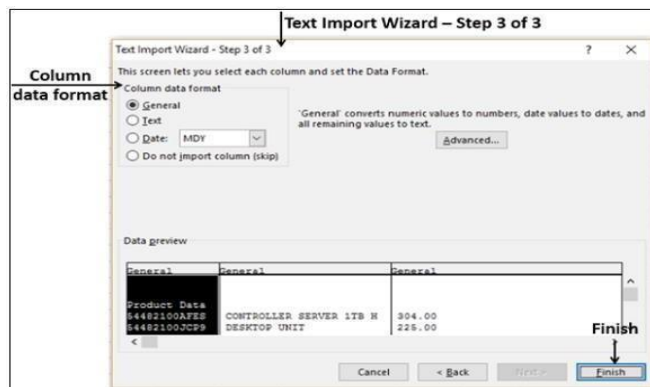 Text Import Wizard – Step 3 of 3
Text Import Wizard - Step 3 of 3 ? ×
This screen lets you select each column and set the Data Format.
Column
data format
Column data format
General
Text
Date: MDY
Do not import column (skip)
'General' converts numeric values to numbers, date values to dates, and
all remaining values to text.
Advanced...
Data preview
General General General
Product Data
54482100AFES CONTROLLER SERVER 1TB H 304.00
54482100JCP9 DESKTOP UNIT 225.00
Finish
Cancel < Back Next > Finish